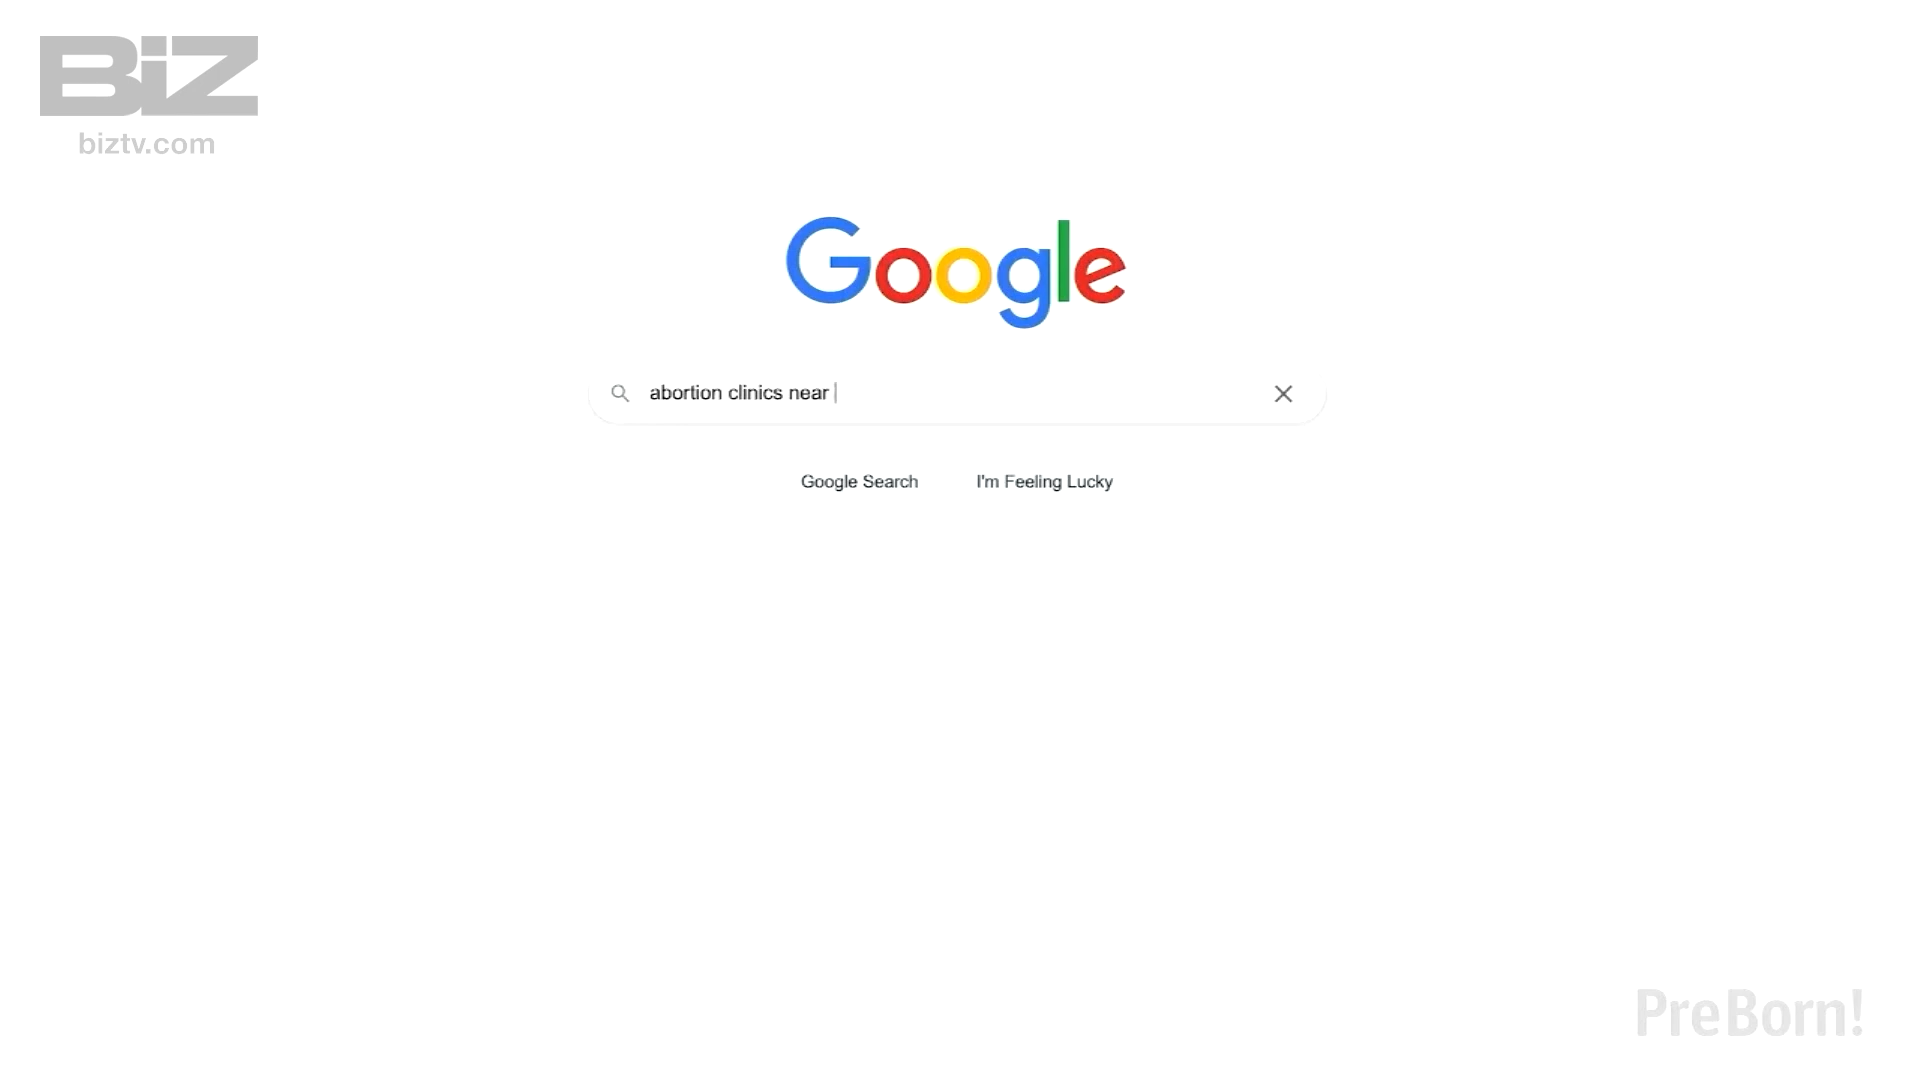 BiZ
biztv.com
Google
abortion clinics near
Google Search
I'm Feeling Lucky
PreBorn!